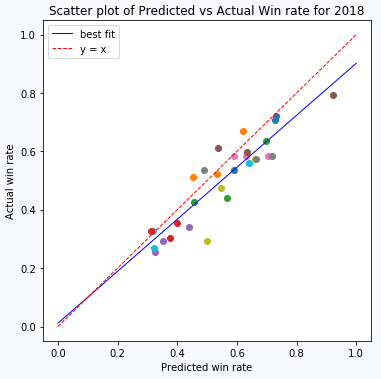 Scatter plot of Predicted vs Actual Win rate for 2018
best fit
y = x
Actual win rate
1.0
0.8
0.6
0.4
0.2
0.0
0.0 0.2 0.4 0.6 0.8 1.0
Predicted win rate